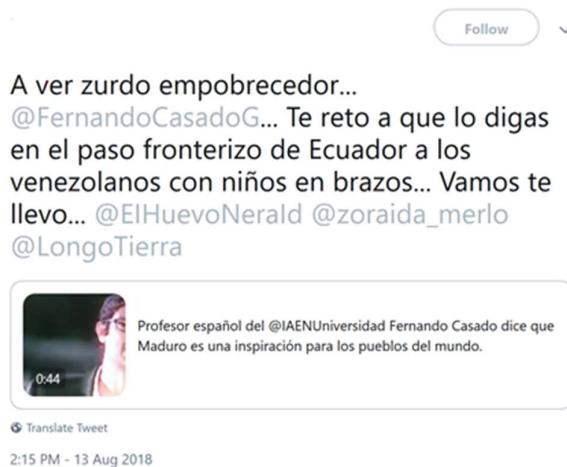 Follow
A ver zurdo empobrecedor...
@FernandoCasadoG... Te reto a que lo digas
en el paso fronterizo de Ecuador a los
venezolanos con niños en brazos... Vamos te
llevo... @ElHuevoNerald @zoraida_merlo
@LongoTierra
Profesor español del @IAENUniversidad Fernando Casado dice que
Maduro es una inspiración para los pueblos del mundo.
0:44
Translate Tweet
2:15 PM - 13 Aug 2018